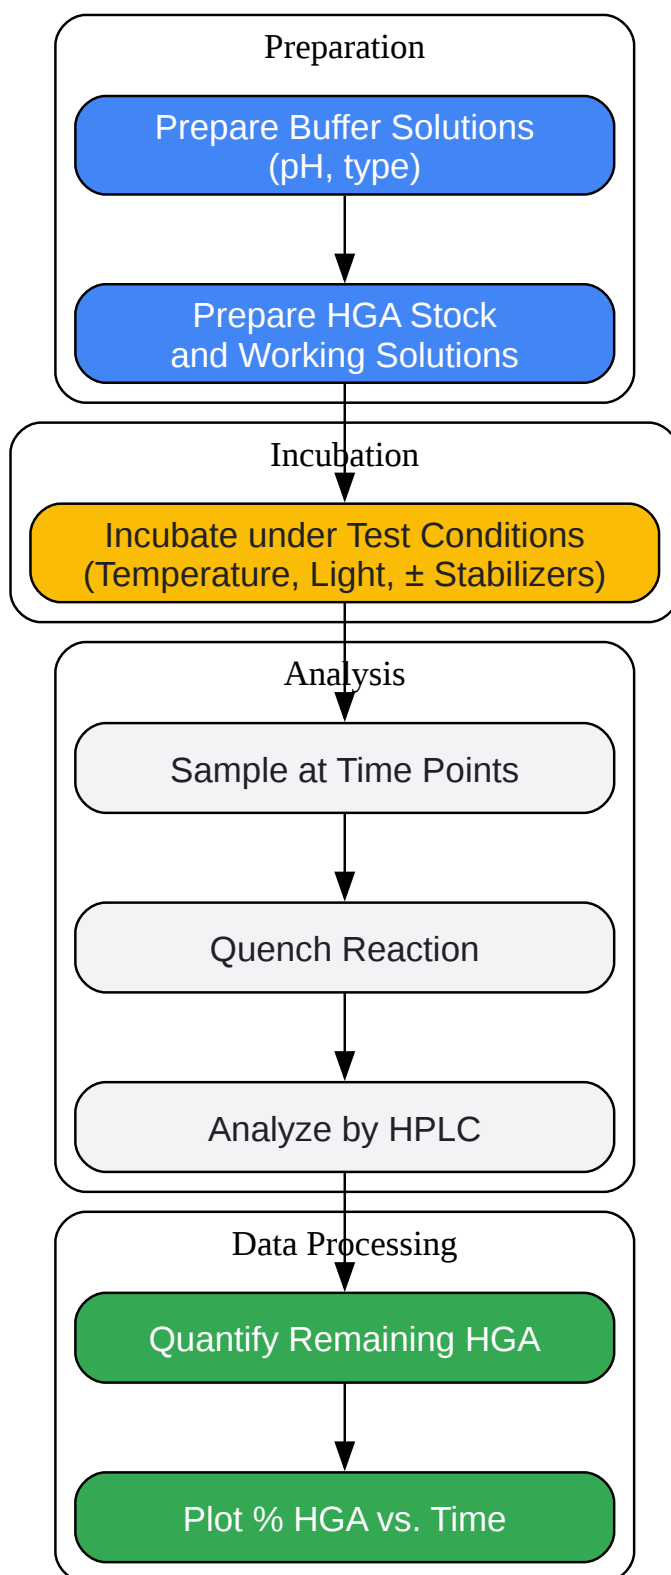 Preparation
Prepare Buffer Solutions
(pH, type)
Prepare HGA Stock
and Working Solutions
Incubation
Incubate under Test Conditions
(Temperature, Light, ± Stabilizers)
Analysis
Sample at Time Points
Quench Reaction
Analyze by HPLC
Data Processing
Quantify Remaining HGA
Plot % HGA vs. Time